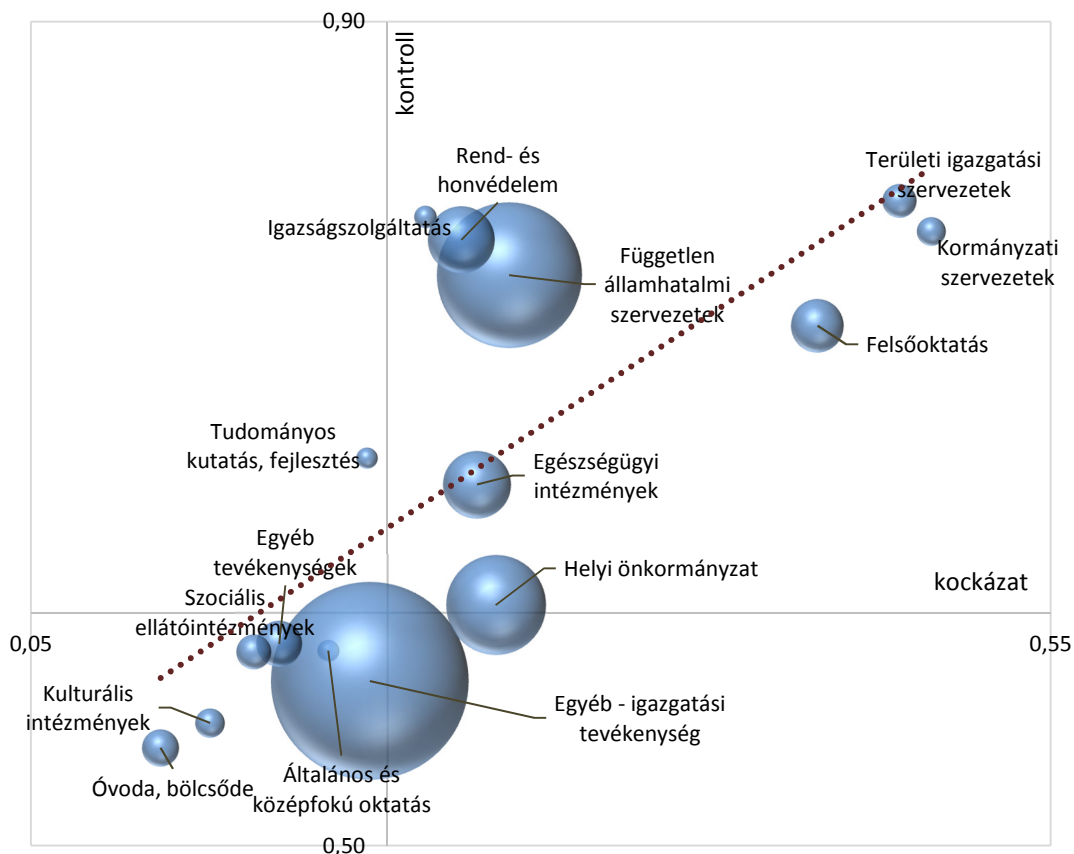 0,90
kontroll
Rend- és
honvédelem
Területi igazgatási
szervezetek
Igazságszolgáltatás
Kormányzati
szervezetek
Független
államhatalmi
szervezetek
Felsőoktatás
Tudományos
kutatás, fejlesztés
Egészségügyi
intézmények
Egyéb
tevékenységek
Helyi önkormányzat
kockázat
Szociális
ellátóintézmények
0,05
0,55
Kulturális
intézmények
Egyéb - igazgatási
tevékenység
Óvoda, bölcsőde
Általános és
középfokú oktatás
0,50